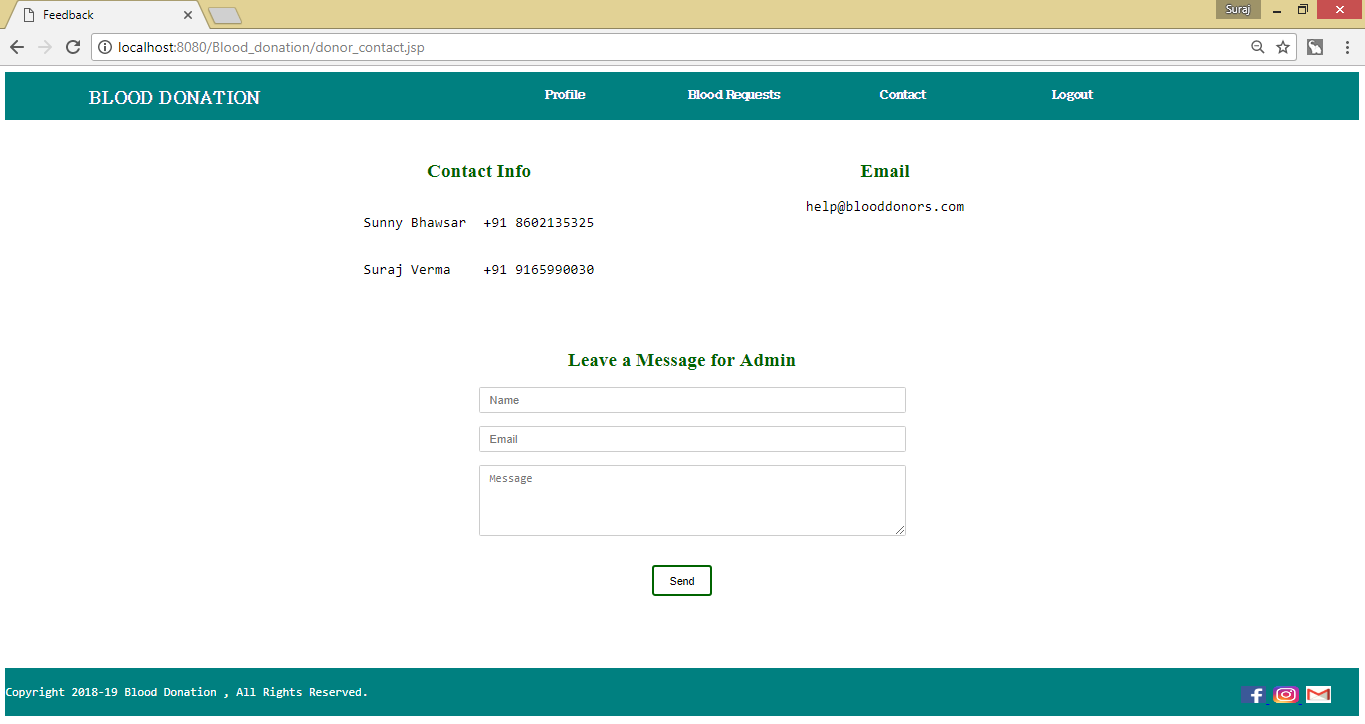 Feedback
Suraj
localhost:8080/Blood_donation/donor_contact.jsp
BLOOD DONATION Profile Blood Requests Contact Logout
Contact Info Email
help@blooddonors.com
Sunny Bhawsar +91 8602135325
Suraj Verma +91 9165990030
Leave a Message for Admin
Name
Email
Message
Send
Copyright 2018-19 Blood Donation , All Rights Reserved.